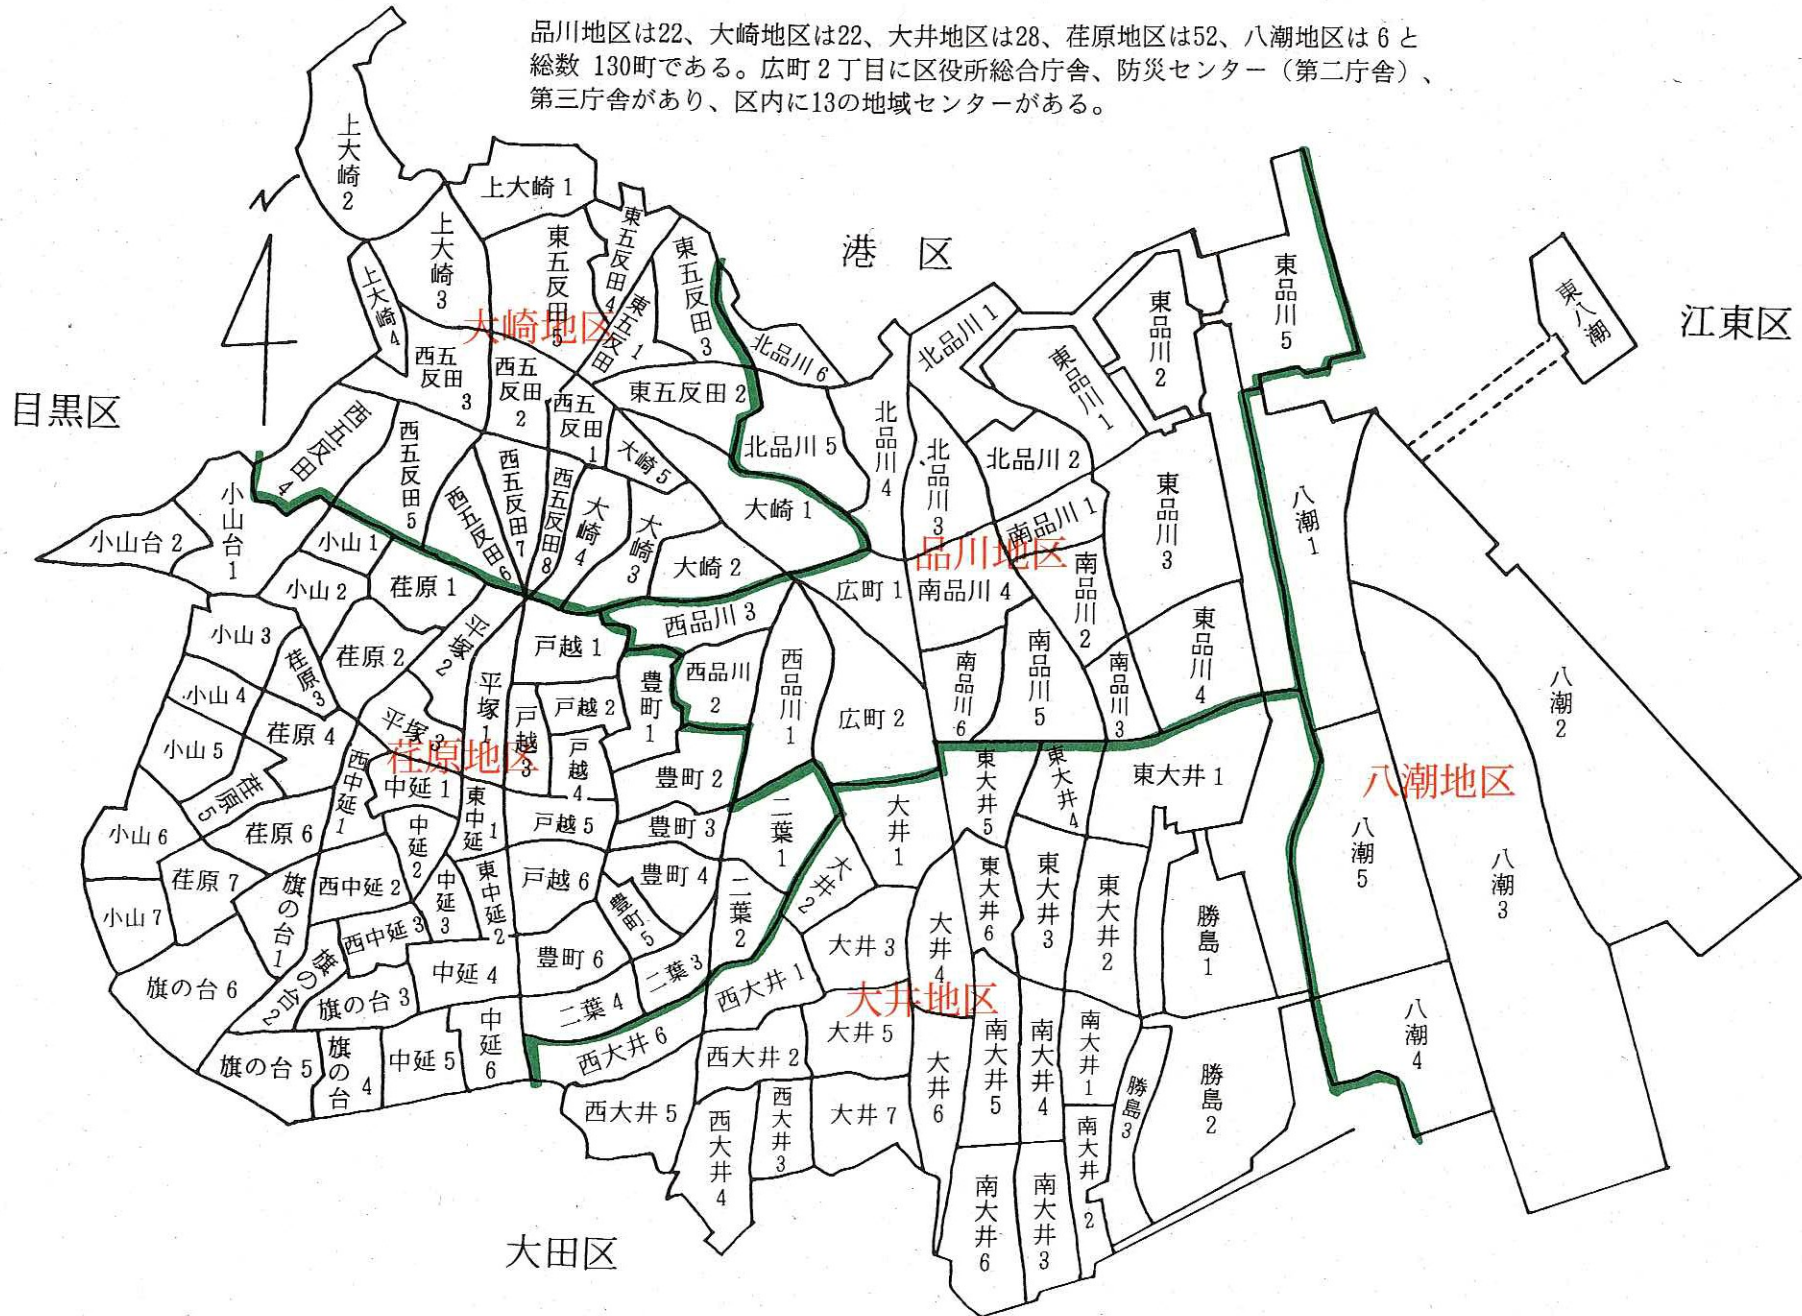 品川地区は22、大崎地区は22、大井地区は28、荏原地区は52、八潮地区は6と
総数 130町である。広町2丁目に区役所総合庁舎、防災センター（第二庁舎）、
第三庁舎があり、区内に13の地域センターがある。
港 区
江東区
目黒区
大田区
大崎地区
品川地区
荏原地区
大井地区
八潮地区
上大崎2
上大崎1
上大崎3
上大崎4
東五反田5
東五反田4
東五反田1
東五反田3
東五反田2
西五反田3
西五反田2
西五反田1
西五反田4
西五反田5
西五反田6
西五反田7
西五反田8
大崎5
大崎4
大崎3
大崎2
大崎1
北品川6
北品川5
北品川4
北品川3
北品川1
北品川2
東品川1
東品川2
東品川5
東品川3
東品川4
南品川1
南品川2
南品川3
南品川4
南品川5
南品川6
広町1
広町2
西品川3
西品川2
西品川1
東八潮
八潮1
八潮2
八潮3
八潮5
八潮4
小山台2
小山台1
小山1
小山2
小山3
小山4
小山5
小山6
小山7
荏原1
荏原2
荏原3
荏原4
荏原5
荏原6
荏原7
平塚2
平塚1
平塚3
戸越1
戸越2
戸越3
戸越4
戸越5
戸越6
豊町1
豊町2
豊町3
豊町4
豊町5
豊町6
二葉1
二葉2
二葉3
二葉4
西中延1
西中延2
西中延3
中延1
中延2
中延3
中延4
中延5
中延6
東中延1
東中延2
旗の台1
旗の台2
旗の台3
旗の台4
旗の台5
旗の台6
大井1
大井2
大井3
大井4
大井5
大井6
大井7
西大井1
西大井2
西大井3
西大井4
西大井5
西大井6
東大井1
東大井2
東大井3
東大井4
東大井5
東大井6
南大井1
南大井2
南大井3
南大井4
南大井5
南大井6
勝島1
勝島2
勝島3